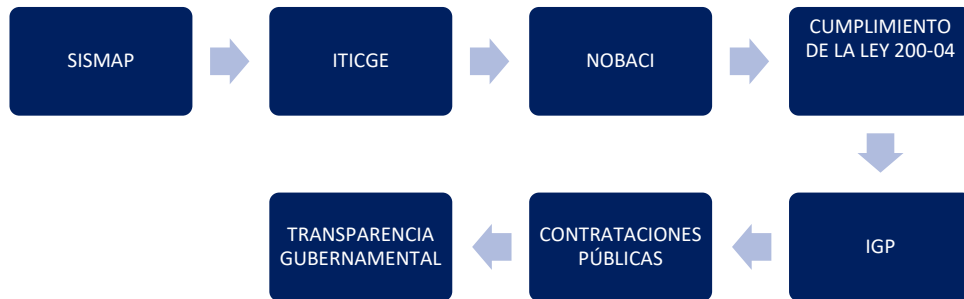 SISMAP
ITICGE
NOBACI
CUMPLIMIENTO
DE LA LEY 200-04
IGP
CONTRATACIONES
PÚBLICAS
TRANSPARENCIA
GUBERNAMENTAL